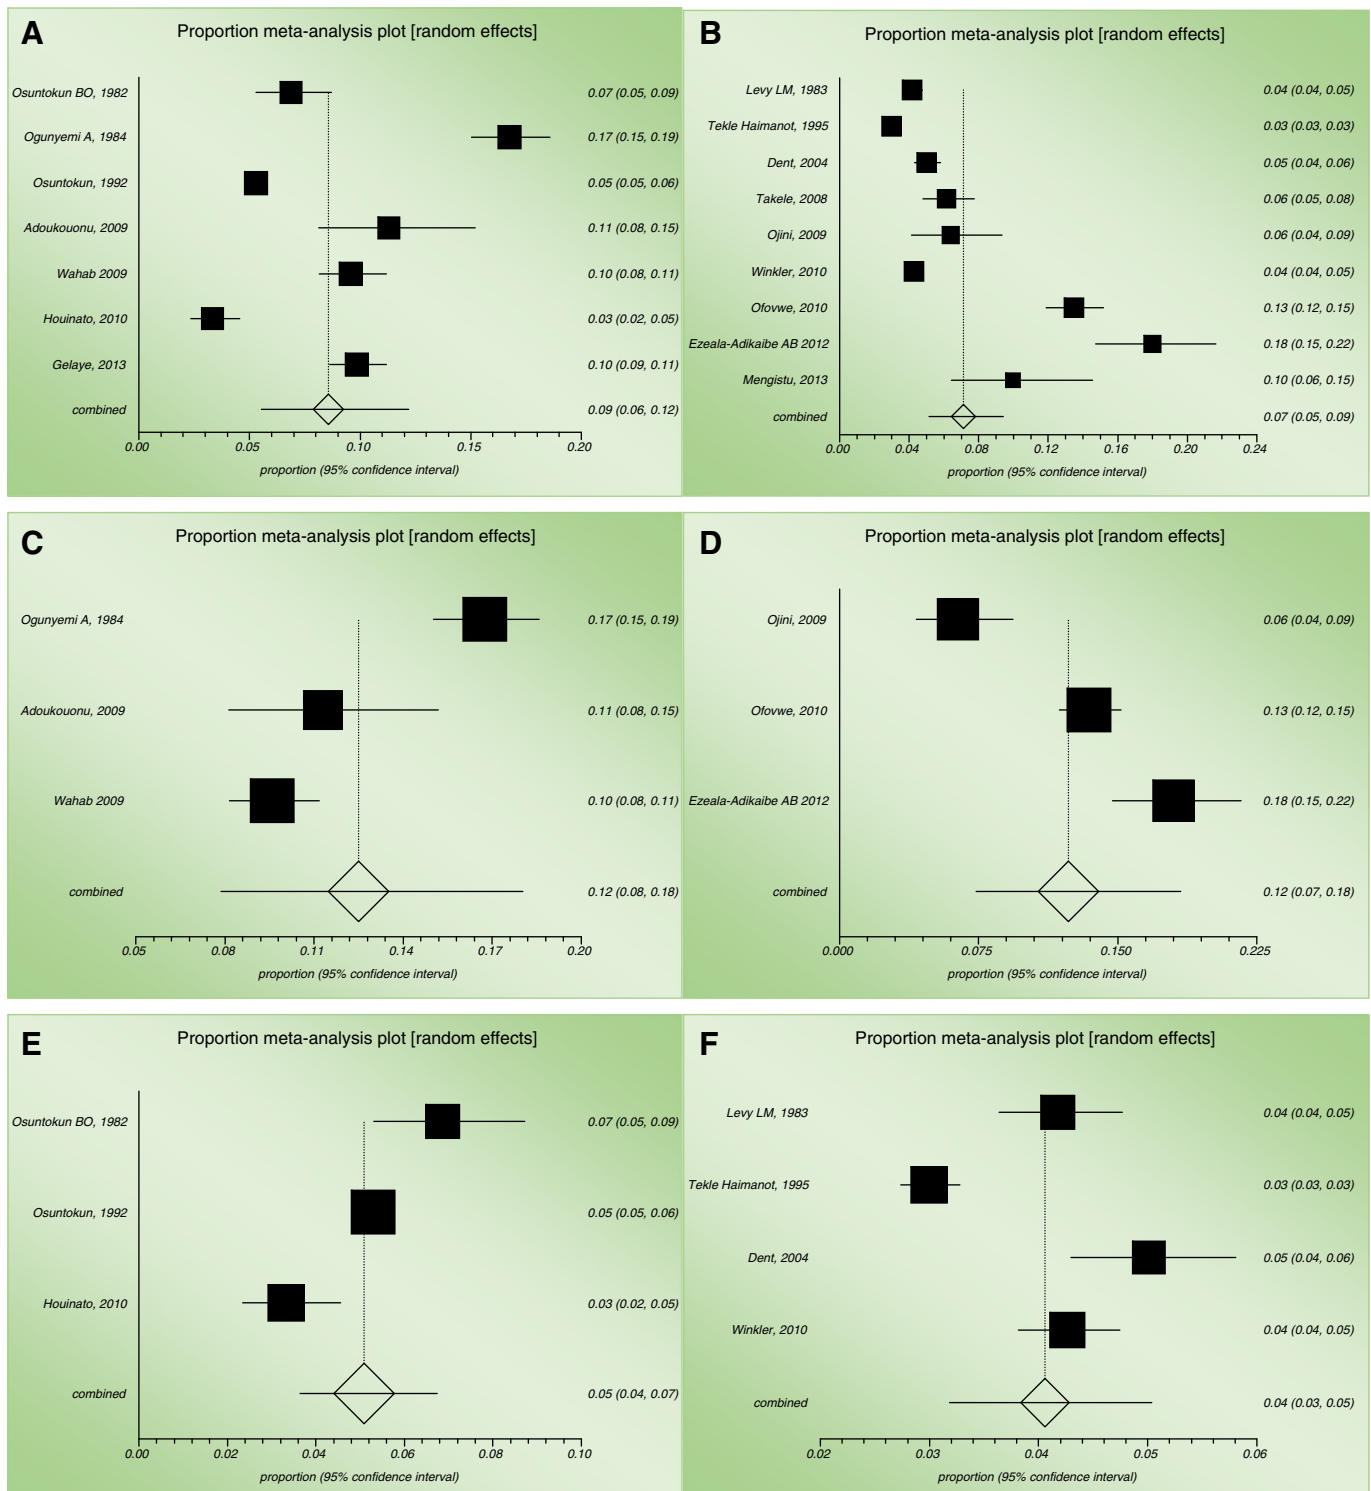 A
Proportion meta-analysis plot [random effects]
Osuntokun BO, 1982 0.07 (0.05, 0.09)
Ogunyemi A, 1984 0.17 (0.15, 0.19)
Osuntokun, 1992 0.05 (0.05, 0.06)
Adoukouonu, 2009 0.11 (0.08, 0.15)
Wahab 2009 0.10 (0.08, 0.11)
Houinato, 2010 0.03 (0.02, 0.05)
Gelaye, 2013 0.10 (0.09, 0.11)
combined 0.09 (0.06, 0.12)
0.00 0.05 0.10 0.15 0.20
proportion (95% confidence interval)
B
Proportion meta-analysis plot [random effects]
Levy LM, 1983 0.04 (0.04, 0.05)
Tekle Haimanot, 1995 0.03 (0.03, 0.03)
Dent, 2004 0.05 (0.04, 0.06)
Takele, 2008 0.06 (0.05, 0.08)
Ojini, 2009 0.06 (0.04, 0.09)
Winkler, 2010 0.04 (0.04, 0.05)
Ofovwe, 2010 0.13 (0.12, 0.15)
Ezeala-Adikaibe AB 2012 0.18 (0.15, 0.22)
Mengistu, 2013 0.10 (0.06, 0.15)
combined 0.07 (0.05, 0.09)
0.00 0.04 0.08 0.12 0.16 0.20 0.24
proportion (95% confidence interval)
C
Proportion meta-analysis plot [random effects]
Ogunyemi A, 1984 0.17 (0.15, 0.19)
Adoukouonu, 2009 0.11 (0.08, 0.15)
Wahab 2009 0.10 (0.08, 0.11)
combined 0.12 (0.08, 0.18)
0.05 0.08 0.11 0.14 0.17 0.20
proportion (95% confidence interval)
D
Proportion meta-analysis plot [random effects]
Ojini, 2009 0.06 (0.04, 0.09)
Ofovwe, 2010 0.13 (0.12, 0.15)
Ezeala-Adikaibe AB 2012 0.18 (0.15, 0.22)
combined 0.12 (0.07, 0.18)
0.000 0.075 0.150 0.225
proportion (95% confidence interval)
E
Proportion meta-analysis plot [random effects]
Osuntokun BO, 1982 0.07 (0.05, 0.09)
Osuntokun, 1992 0.05 (0.05, 0.06)
Houinato, 2010 0.03 (0.02, 0.05)
combined 0.05 (0.04, 0.07)
0.00 0.02 0.04 0.06 0.08 0.10
proportion (95% confidence interval)
F
Proportion meta-analysis plot [random effects]
Levy LM, 1983 0.04 (0.04, 0.05)
Tekle Haimanot, 1995 0.03 (0.03, 0.03)
Dent, 2004 0.05 (0.04, 0.06)
Winkler, 2010 0.04 (0.04, 0.05)
combined 0.04 (0.03, 0.05)
0.02 0.03 0.04 0.05 0.06
proportion (95% confidence interval)